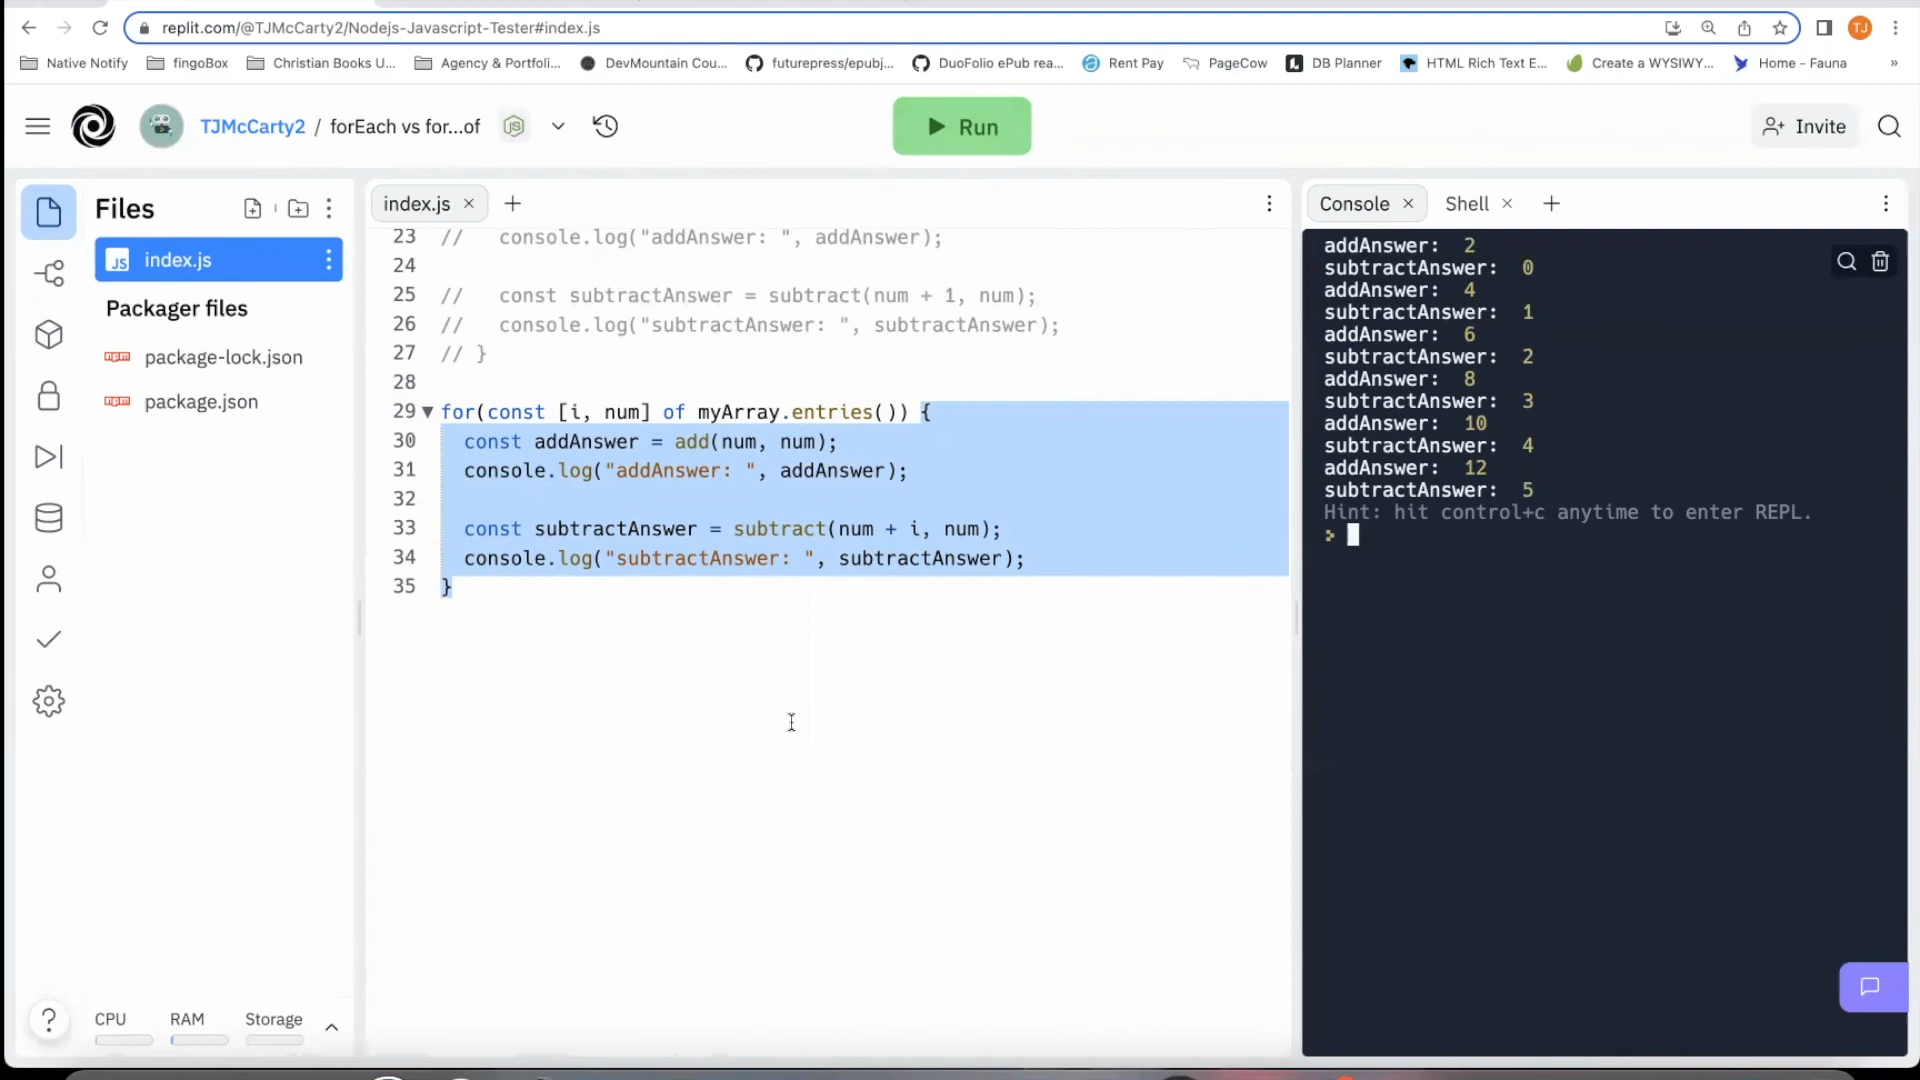 replit.com/@TJMcCarty2/Nodejs-Javascript-Tester#index.js
TJ
Native Notify
fingoBox
Christian Books U...
Agency & Portfoli...
DevMountain Cou...
futurepress/epubj...
DuoFolio ePub rea...
Rent Pay
PageCow
DB Planner
HTML Rich Text E...
Create a WYSIWY...
Home - Fauna
»
TJMcCarty2 / forEach vs for...of
Run
Invite
Files
JS index.js
Packager files
package-lock.json
package.json
CPU
RAM
Storage
?
index.js × +
23 //   console.log("addAnswer: ", addAnswer);
24
25 //   const subtractAnswer = subtract(num + 1, num);
26 //   console.log("subtractAnswer: ", subtractAnswer);
27 // }
28
29 for(const [i, num] of myArray.entries()) {
30   const addAnswer = add(num, num);
31   console.log("addAnswer: ", addAnswer);
32
33   const subtractAnswer = subtract(num + i, num);
34   console.log("subtractAnswer: ", subtractAnswer);
35 }
Console × Shell × +
addAnswer:  2
subtractAnswer:  0
addAnswer:  4
subtractAnswer:  1
addAnswer:  6
subtractAnswer:  2
addAnswer:  8
subtractAnswer:  3
addAnswer:  10
subtractAnswer:  4
addAnswer:  12
subtractAnswer:  5
Hint: hit control+c anytime to enter REPL.
>